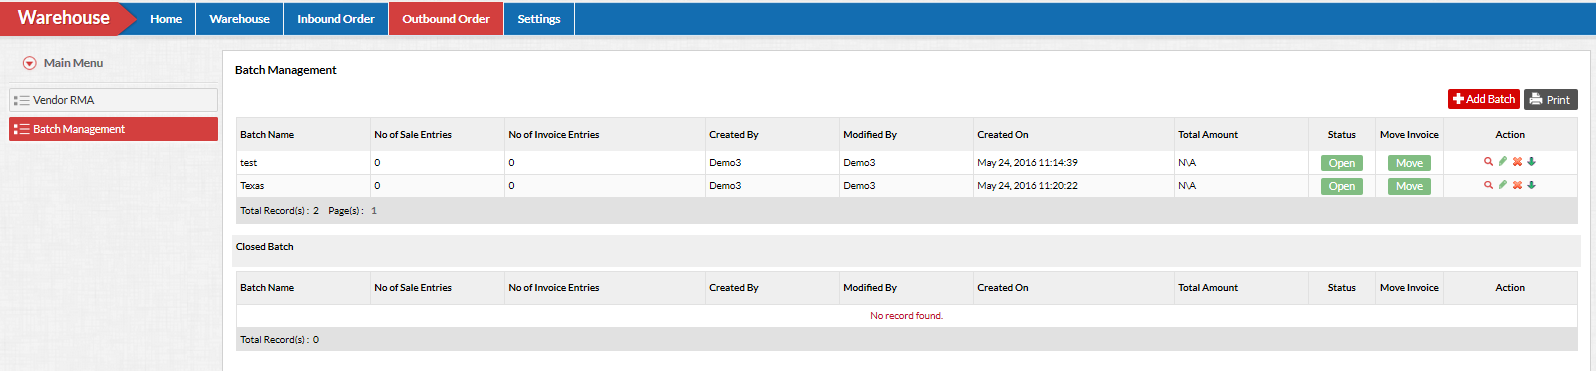 Warehouse Home Warehouse Inbound Order Outbound Order Settings
Main Menu
Vendor RMA
Batch Management
Batch Management
Add Batch Print
Batch Name No of Sale Entries No of Invoice Entries Created By Modified By Created On Total Amount Status Move Invoice Action
test 0 0 Demo3 Demo3 May 24, 2016 11:14:39 N\A Open Move
Texas 0 0 Demo3 Demo3 May 24, 2016 11:20:22 N\A Open Move
Total Record(s) : 2 Page(s) : 1
Closed Batch
Batch Name No of Sale Entries No of Invoice Entries Created By Modified By Created On Total Amount Status Move Invoice Action
No record found.
Total Record(s) : 0